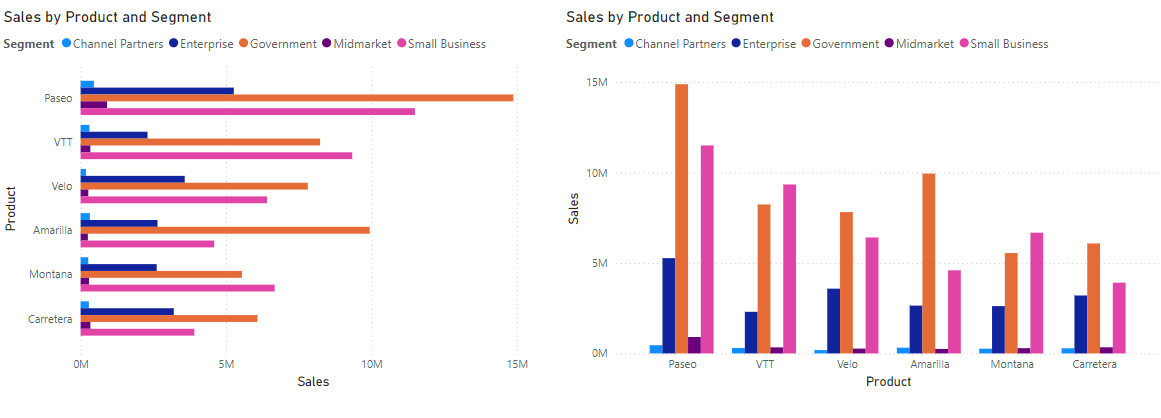 Sales by Product and Segment
Segment Channel Partners Enterprise Government Midmarket Small Business
Product
Paseo
VTT
Velo
Amarilla
Montana
Carretera
0M 5M 10M 15M
Sales
Sales by Product and Segment
Segment Channel Partners Enterprise Government Midmarket Small Business
Sales
15M
10M
5M
0M
Paseo VTT Velo Amarilla Montana Carretera
Product